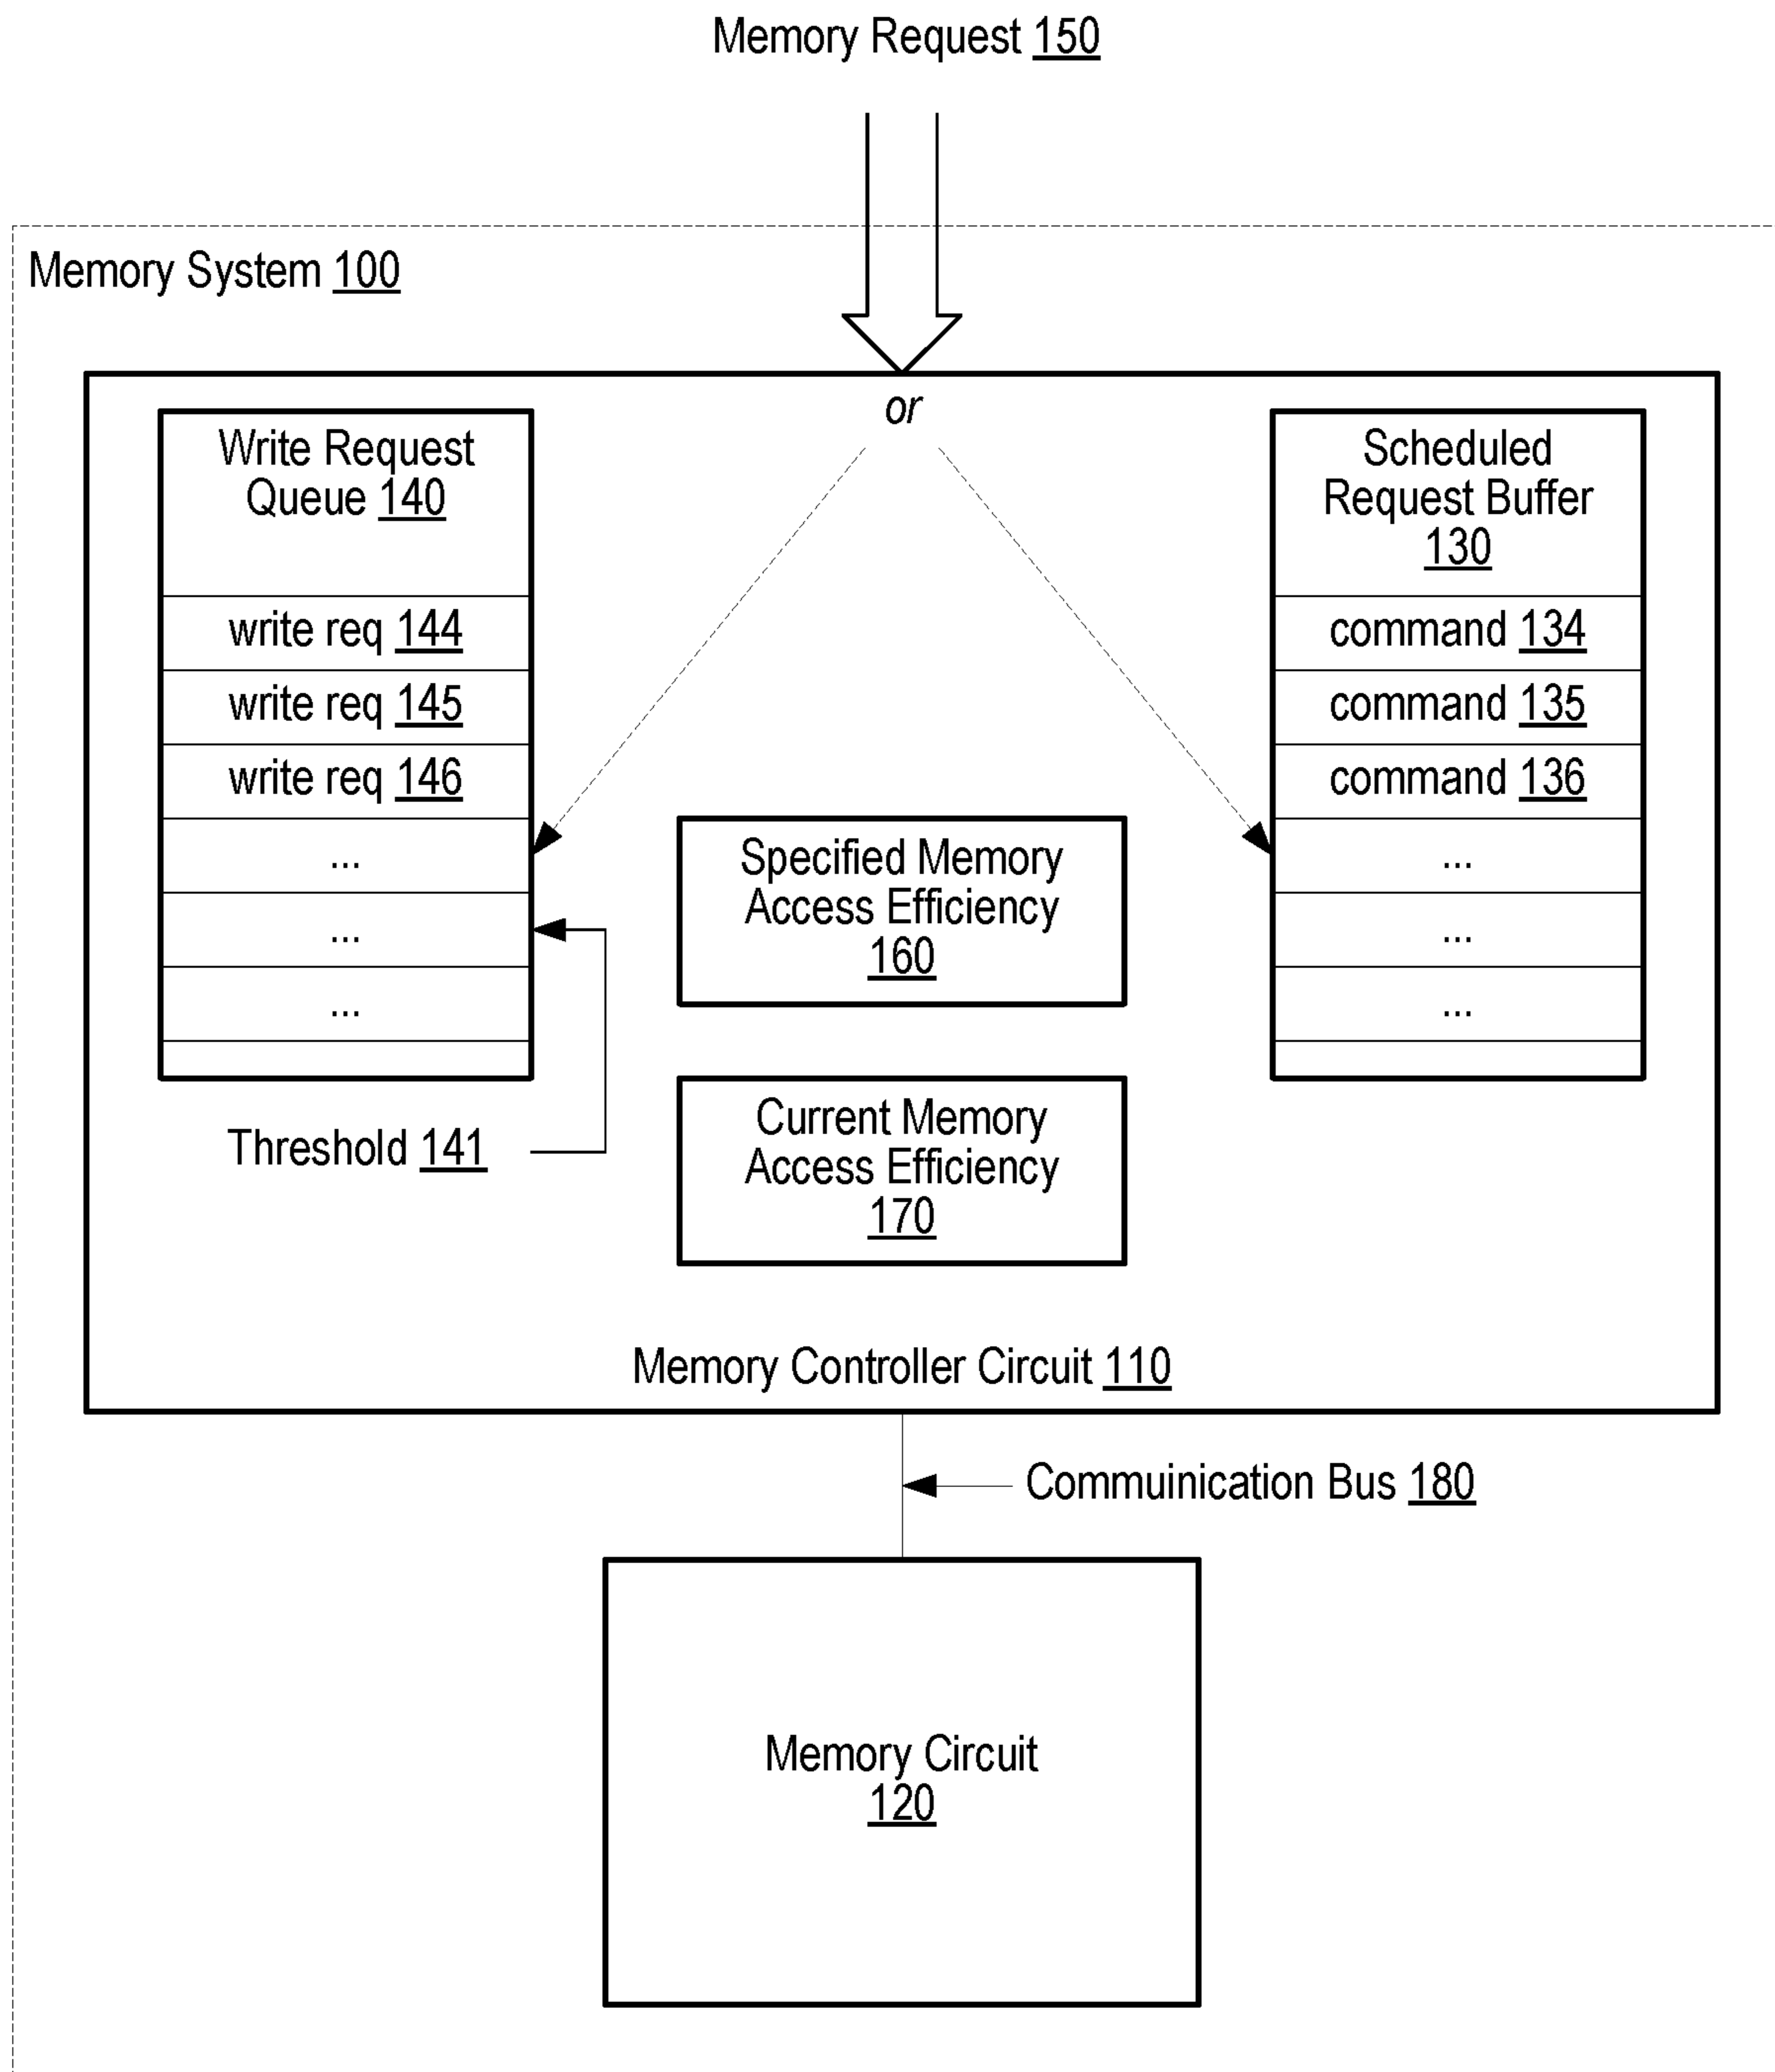 Memory Request 150
Memory System 100
or
Write Request
Queue 140
write req 144
write req 145
write req 146
...
...
...
Threshold 141
Specified Memory
Access Efficiency
160
Current Memory
Access Efficiency
170
Scheduled
Request Buffer
130
command 134
command 135
command 136
...
...
...
Memory Controller Circuit 110
Commuinication Bus 180
Memory Circuit
120